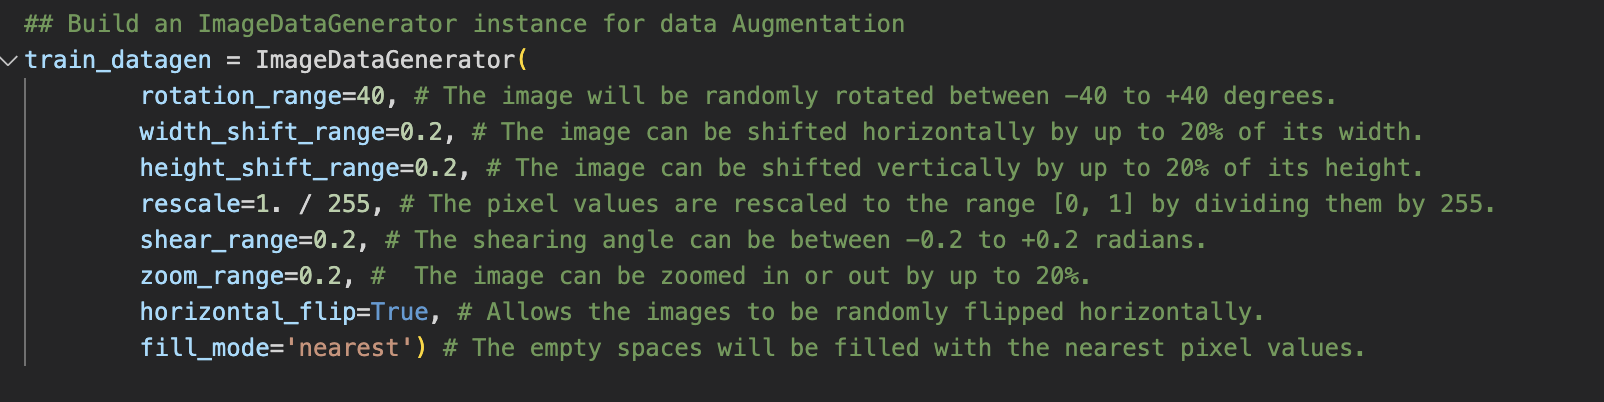 ## Build an ImageDataGenerator instance for data Augmentation
train_datagen = ImageDataGenerator(
rotation_range=40, # The image will be randomly rotated between -40 to +40 degrees.
width_shift_range=0.2, # The image can be shifted horizontally by up to 20% of its width.
height_shift_range=0.2, # The image can be shifted vertically by up to 20% of its height.
rescale=1. / 255, # The pixel values are rescaled to the range [0, 1] by dividing them by 255.
shear_range=0.2, # The shearing angle can be between -0.2 to +0.2 radians.
zoom_range=0.2, #  The image can be zoomed in or out by up to 20%.
horizontal_flip=True, # Allows the images to be randomly flipped horizontally.
fill_mode='nearest') # The empty spaces will be filled with the nearest pixel values.